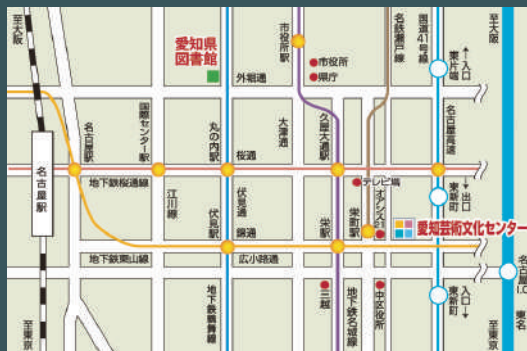 至大阪
愛知県
図書館
市役所駅
市役所
県庁
名鉄瀬戸線
国道41号線
↑入口
東片端
至大阪
外堀通
名古屋駅
国際センター駅
丸の内駅
大津通
久屋大通駅
名古屋高速
桜通
名古屋駅
地下鉄桜通線
江川線
伏見通
伏見駅
錦通
栄駅
テレビ塔
栄町駅
オアシス21
↓出口
東新町
愛知芸術文化センター
地下鉄東山線
広小路通
三越
地下鉄名城線
中区役所
入口↓
東新町
地下鉄鶴舞線
至東京
至東京
名古屋I.C
東名